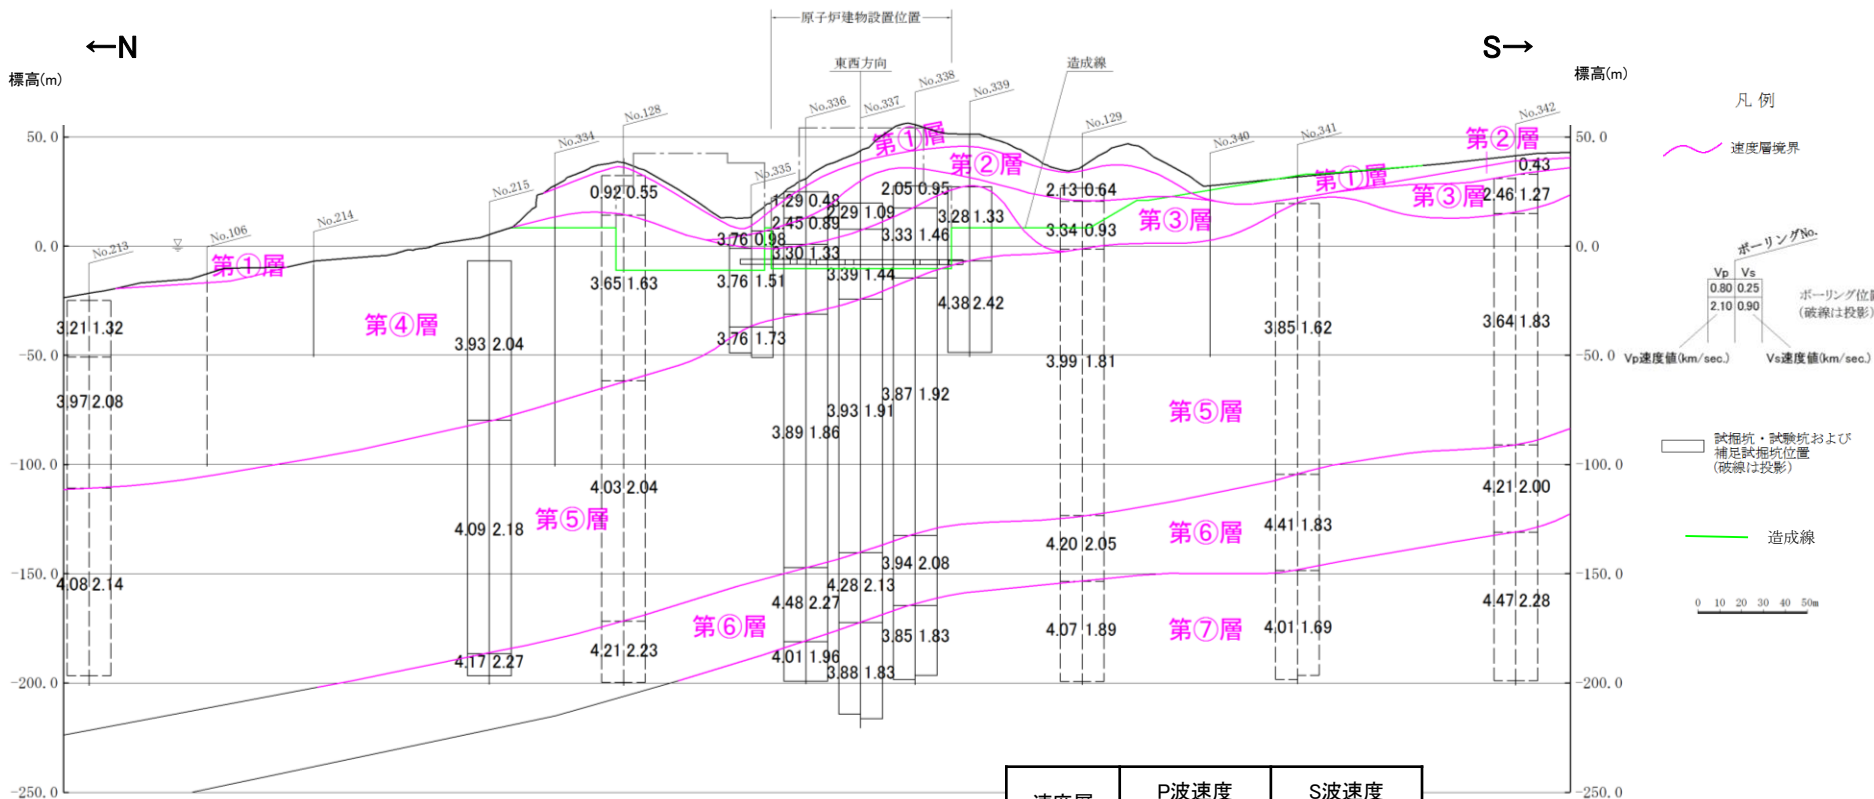 原子炉建物設置位置
←N
S→
標高(m)
標高(m)
東西方向
造成線
No.213
No.106
No.214
No.215
No.334
No.128
No.335
No.336
No.337
No.338
No.339
No.129
No.340
No.341
No.342
50.0
0.0
-50.0
-100.0
-150.0
-200.0
-250.0
50.0
0.0
-50.0
-100.0
-150.0
-200.0
-250.0
第①層
第①層
第②層
第①層
第②層
第③層
第③層
第④層
第⑤層
第⑤層
第⑥層
第⑥層
第⑦層
3.21 1.32
3.97 2.08
4.08 2.14
3.93 2.04
4.09 2.18
4.17 2.27
0.92 0.55
3.65 1.63
4.03 2.04
4.21 2.23
3.76 0.98
3.76 1.51
3.76 1.73
1.29 0.48
2.45 0.89
3.30 1.33
3.89 1.86
4.48 2.27
4.01 1.96
2.29 1.09
3.39 1.44
3.93 1.91
4.28 2.13
3.88 1.83
2.05 0.95
3.33 1.46
3.87 1.92
3.94 2.08
3.85 1.83
3.28 1.33
4.38 2.42
2.13 0.64
3.34 0.93
3.99 1.81
4.20 2.05
4.07 1.89
3.85 1.62
4.41 1.83
4.01 1.69
0.43
2.46 1.27
3.64 1.83
4.21 2.00
4.47 2.28
凡 例
速度層境界
ボーリングNo.
Vp Vs
0.80 0.25
2.10 0.90
ボーリング位置
(破線は投影)
Vp速度値(km/sec.)
Vs速度値(km/sec.)
試掘坑・試験坑および
補足試掘坑位置
(破線は投影)
造成線
0 10 20 30 40 50m
速度層
P波速度
S波速度